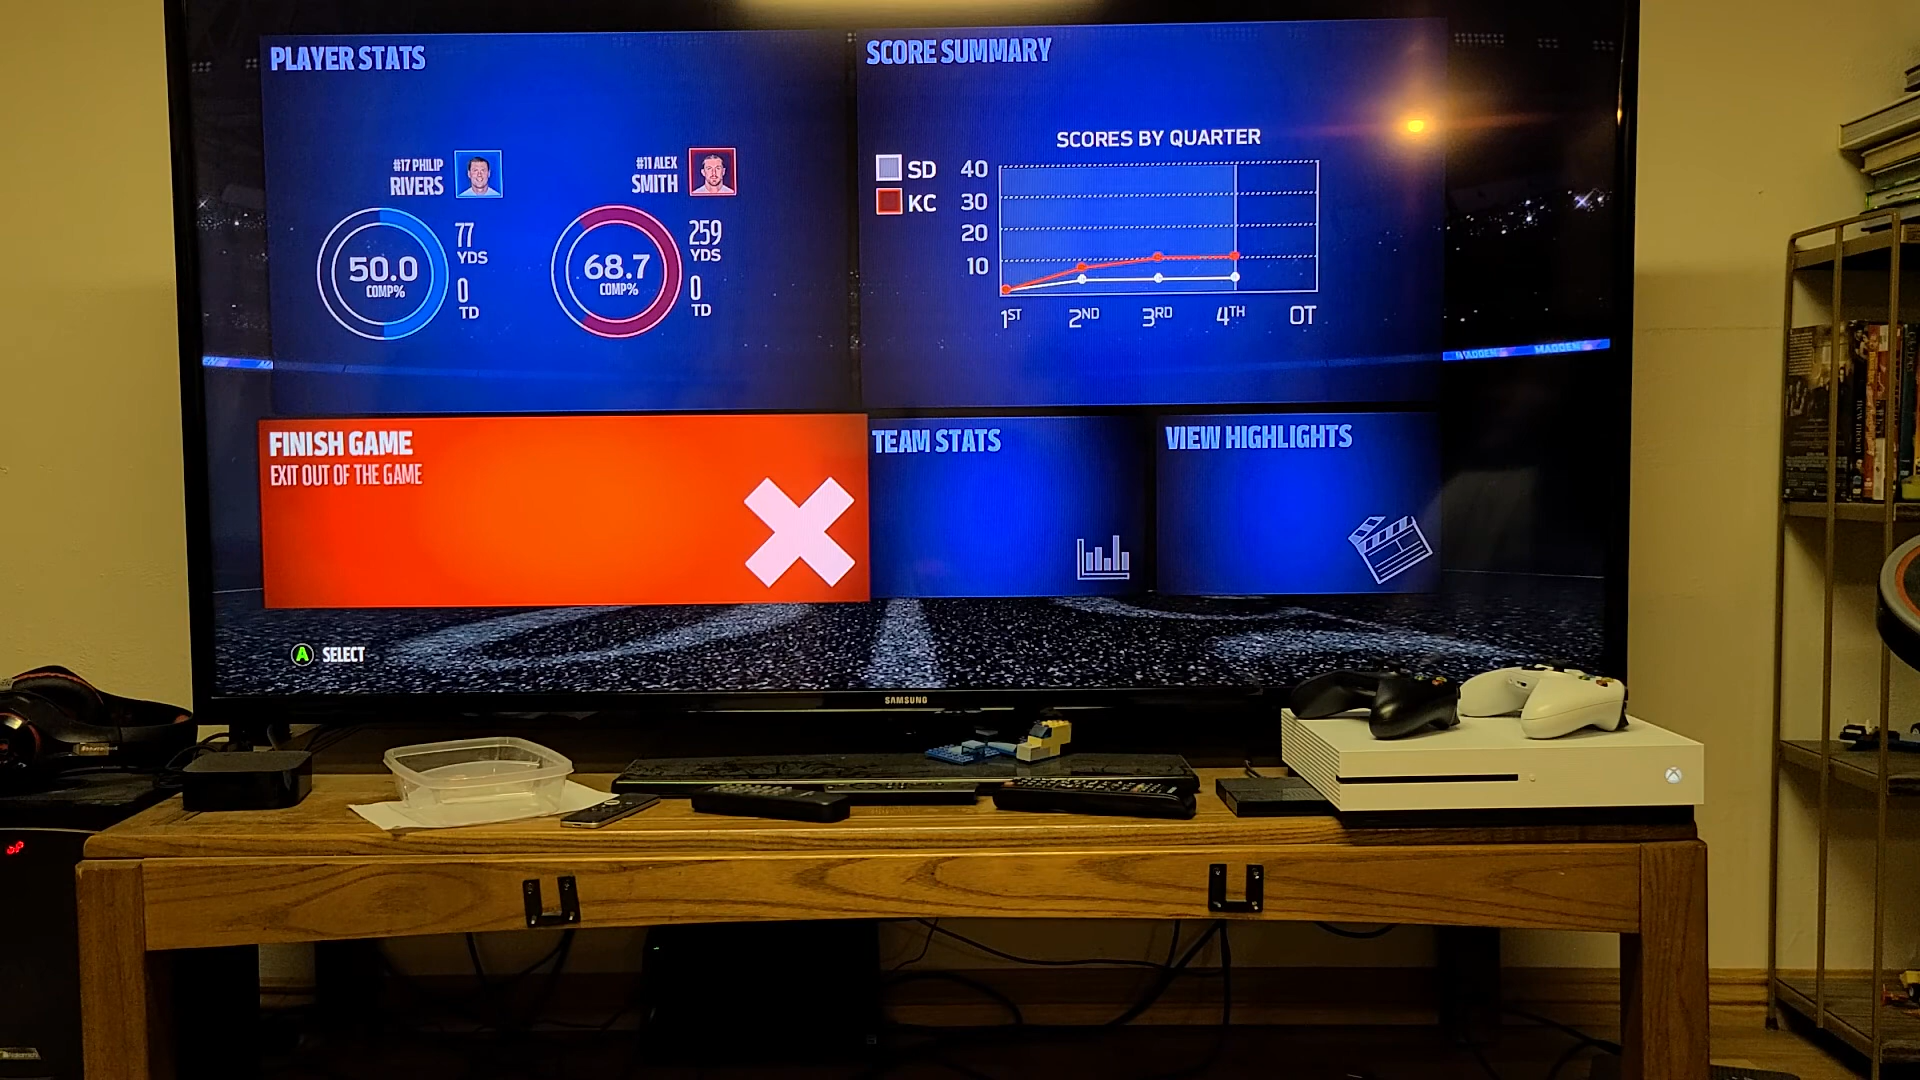 PLAYER STATS
#17 PHILIP
RIVERS
50.0
COMP%
77
YDS
0
TD
#11 ALEX
SMITH
68.7
COMP%
259
YDS
0
TD
SCORE SUMMARY
SCORES BY QUARTER
SD
KC
40
30
20
10
1ST
2ND
3RD
4TH
OT
MADDEN
MADDEN
FINISH GAME
EXIT OUT OF THE GAME
TEAM STATS
VIEW HIGHLIGHTS
A SELECT
SAMSUNG